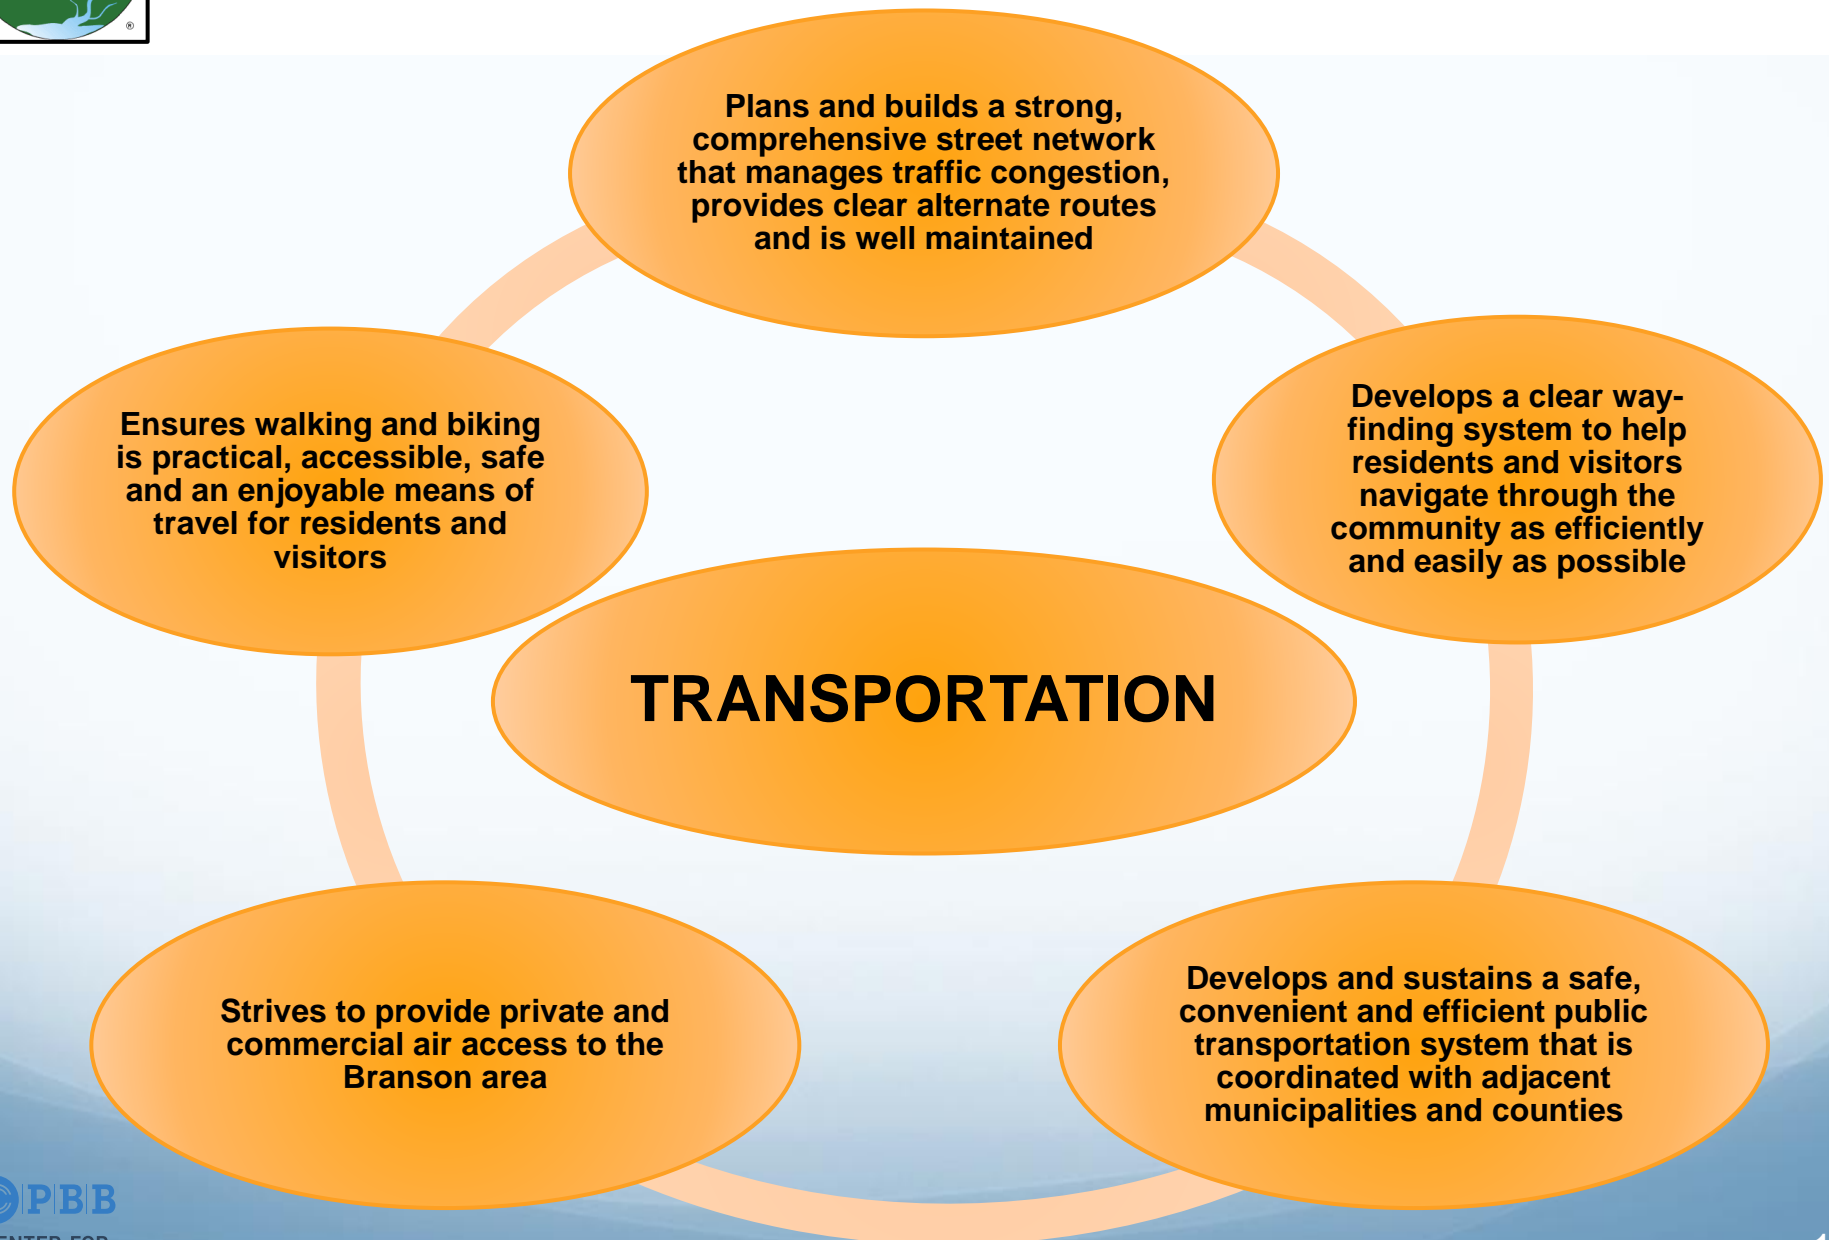 ®
Plans and builds a strong,
comprehensive street network
that manages traffic congestion,
provides clear alternate routes
and is well maintained
Develops a clear way-
finding system to help
residents and visitors
navigate through the
community as efficiently
and easily as possible
Ensures walking and biking
is practical, accessible, safe
and an enjoyable means of
travel for residents and
visitors
TRANSPORTATION
Develops and sustains a safe,
convenient and efficient public
transportation system that is
coordinated with adjacent
municipalities and counties
Strives to provide private and
commercial air access to the
Branson area
PBB